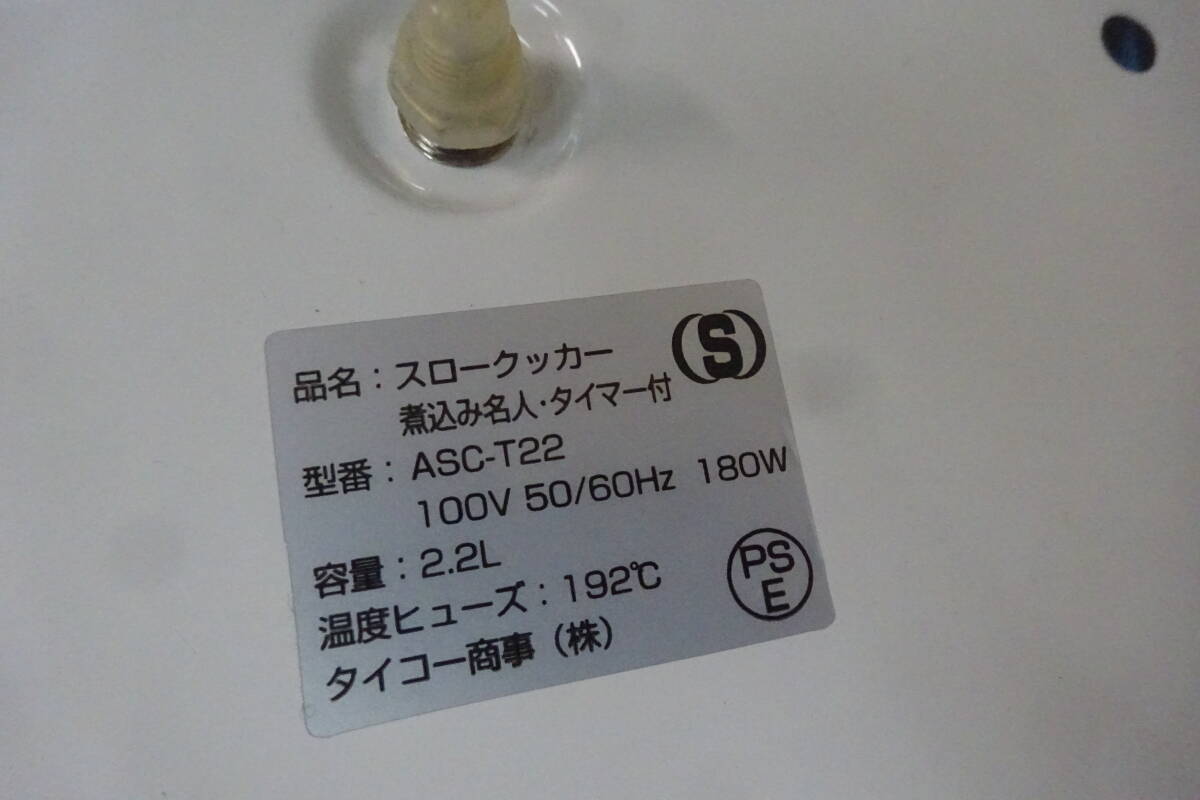 品名：スロークッカー
煮込み名人・タイマー付
(S)
型番：ASC-T22
100V 50/60Hz 180W
容量：2.2L
温度ヒューズ：192℃
PS
E
タイコー商事（株）